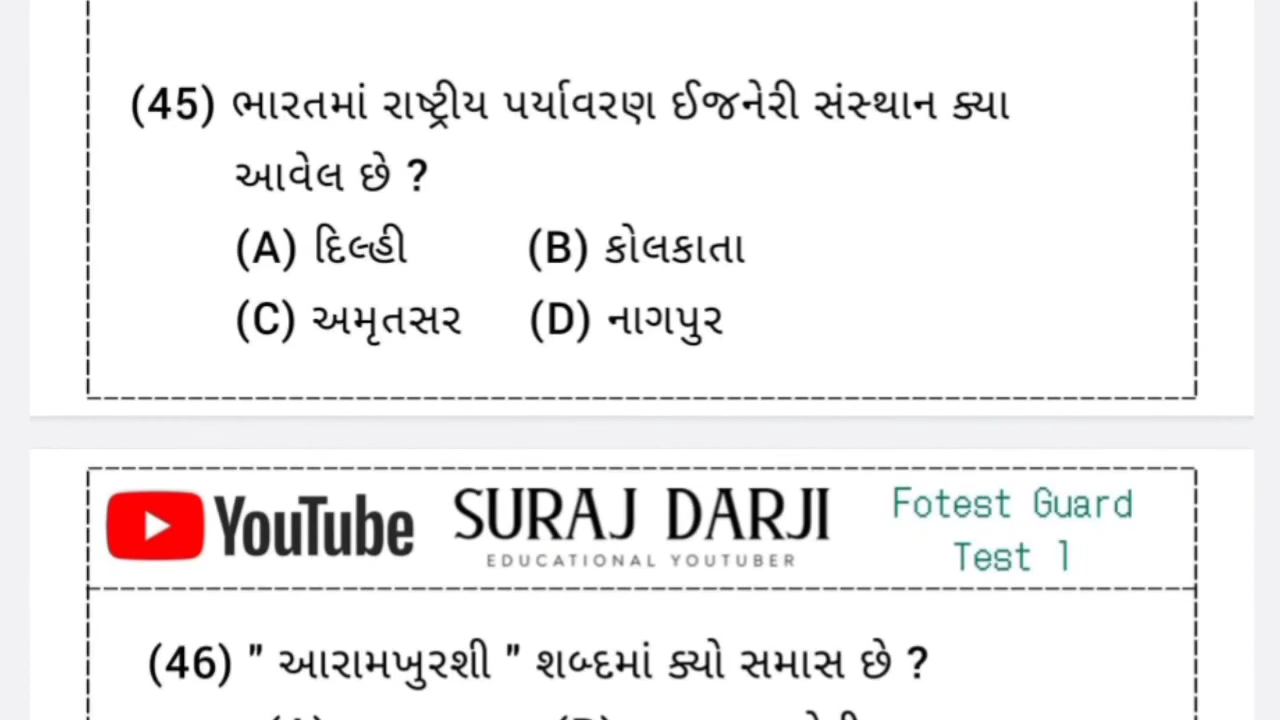 (45) ભારતમાં રાષ્ટ્રીય પર્યાવરણ ઈજનેરી સંસ્થાન ક્યા
આવેલ છે ?
(A) દિલ્હી (B) કોલકાતા
(C) અમૃતસર (D) નાગપુર
YouTube
SURAJ DARJI
EDUCATIONAL YOUTUBER
Fotest Guard
Test 1
(46) " આરામખુરશી " શબ્દમાં ક્યો સમાસ છે ?